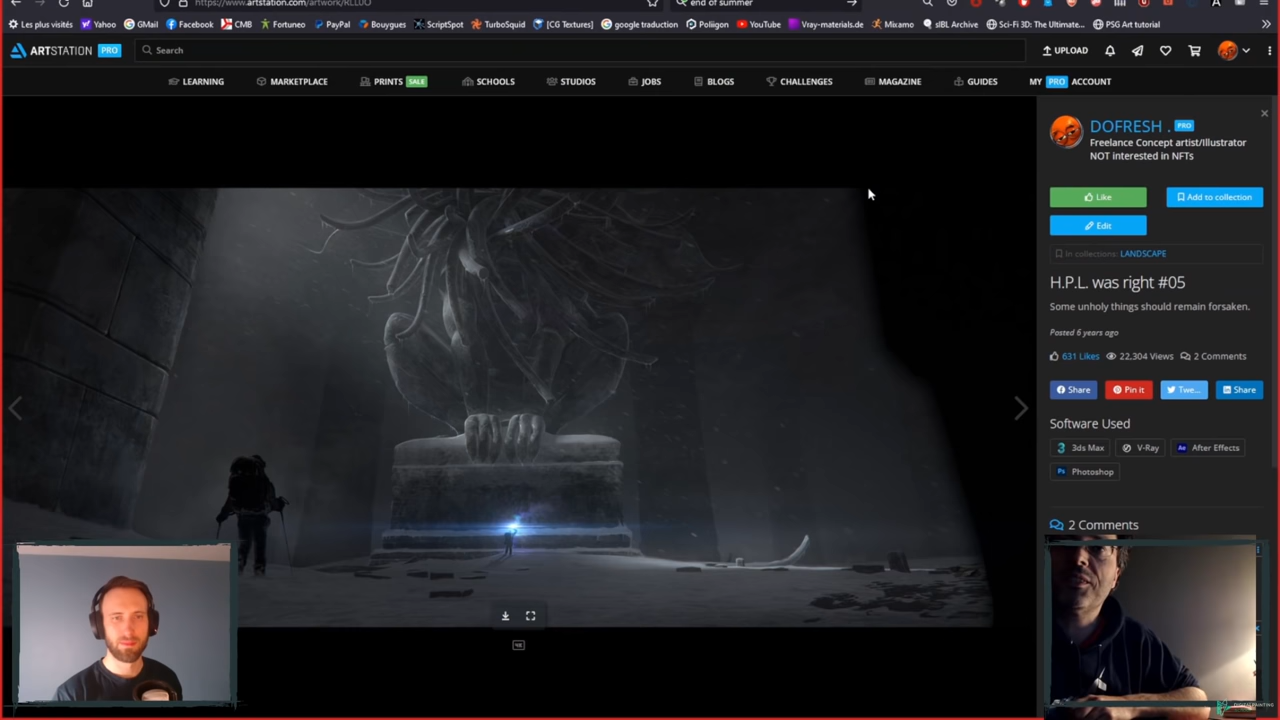 https://www.artstation.com/artwork/RLLDO
end of summer
Les plus visités
Yahoo
GMail
Facebook
CMB
Fortuneo
PayPal
Bouygues
ScriptSpot
TurboSquid
[CG Textures]
google traduction
Poliigon
YouTube
Vray-materials.de
Mixamo
sIBL Archive
Sci-Fi 3D: The Ultimate...
PSG Art tutorial
ARTSTATION PRO
Search
UPLOAD
LEARNING
MARKETPLACE
PRINTS SALE
SCHOOLS
STUDIOS
JOBS
BLOGS
CHALLENGES
MAGAZINE
GUIDES
MY PRO ACCOUNT
DOFRESH . PRO
Freelance Concept artist/Illustrator
NOT interested in NFTs
Like
Add to collection
Edit
In collections: LANDSCAPE
H.P.L. was right #05
Some unholy things should remain forsaken.
Posted 6 years ago
631 Likes 22,304 Views 2 Comments
Share
Pin it
Twe...
Share
Software Used
3ds Max
V-Ray
Ae After Effects
Ps Photoshop
2 Comments